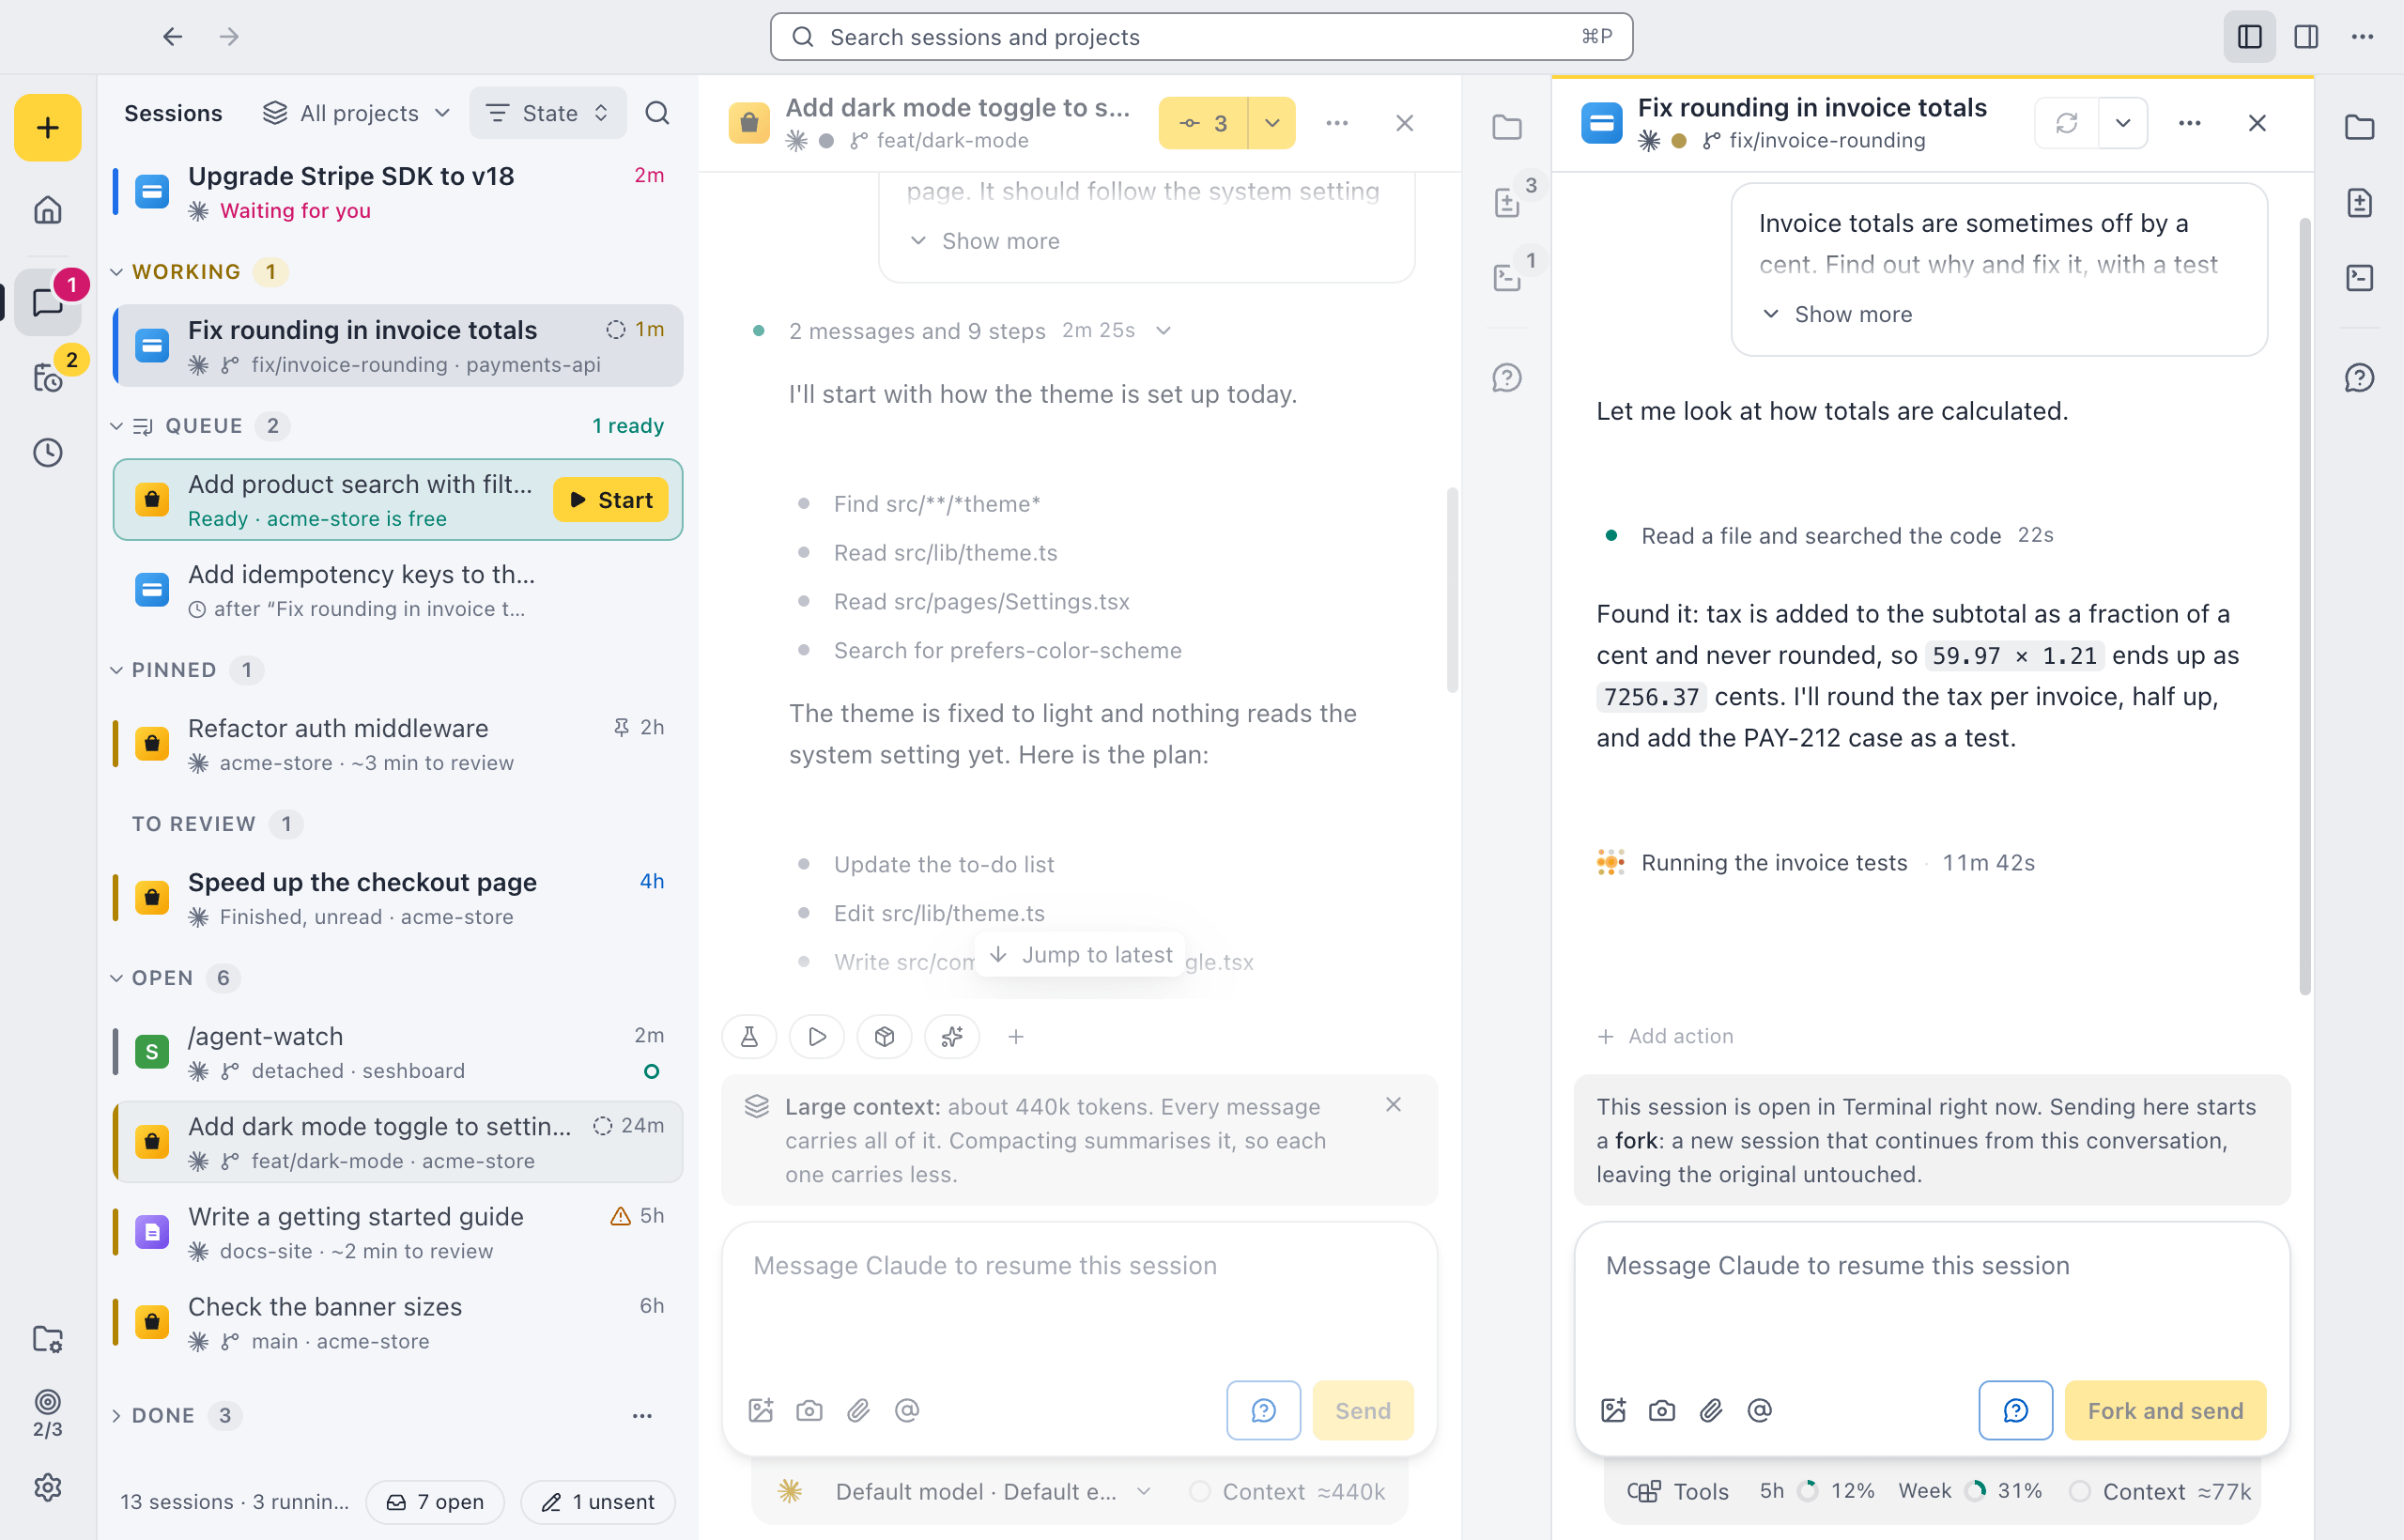 Search sessions and projects
⌘P
Sessions
All projects
State
Upgrade Stripe SDK to v18
2m
Waiting for you
WORKING 1
1
Fix rounding in invoice totals
1m
fix/invoice-rounding · payments-api
2
QUEUE 2
1 ready
Add product search with filt...
Ready · acme-store is free
Start
Add idempotency keys to th...
after “Fix rounding in invoice t...
PINNED 1
Refactor auth middleware
2h
acme-store · ~3 min to review
TO REVIEW 1
Speed up the checkout page
4h
Finished, unread · acme-store
OPEN 6
S
/agent-watch
2m
detached · seshboard
Add dark mode toggle to settin...
24m
feat/dark-mode · acme-store
Write a getting started guide
5h
docs-site · ~2 min to review
Check the banner sizes
6h
main · acme-store
2/3
DONE 3
13 sessions · 3 runnin...
7 open
1 unsent
Add dark mode toggle to s...
feat/dark-mode
3
page. It should follow the system setting
Show more
2 messages and 9 steps 2m 25s
I'll start with how the theme is set up today.
Find src/**/*theme*
Read src/lib/theme.ts
Read src/pages/Settings.tsx
Search for prefers-color-scheme
The theme is fixed to light and nothing reads the
system setting yet. Here is the plan:
Update the to-do list
Edit src/lib/theme.ts
Write src/com
Jump to latest
gle.tsx
Large context: about 440k tokens. Every message
carries all of it. Compacting summarises it, so each
one carries less.
Message Claude to resume this session
Send
Default model · Default e...
Context ≈440k
3
1
Fix rounding in invoice totals
fix/invoice-rounding
Invoice totals are sometimes off by a
cent. Find out why and fix it, with a test
Show more
Let me look at how totals are calculated.
Read a file and searched the code 22s
Found it: tax is added to the subtotal as a fraction of a
cent and never rounded, so 59.97 × 1.21 ends up as
7256.37 cents. I'll round the tax per invoice, half up,
and add the PAY-212 case as a test.
Running the invoice tests · 11m 42s
Add action
This session is open in Terminal right now. Sending here starts
a fork: a new session that continues from this conversation,
leaving the original untouched.
Message Claude to resume this session
Fork and send
Tools
5h 12%
Week 31%
Context ≈77k